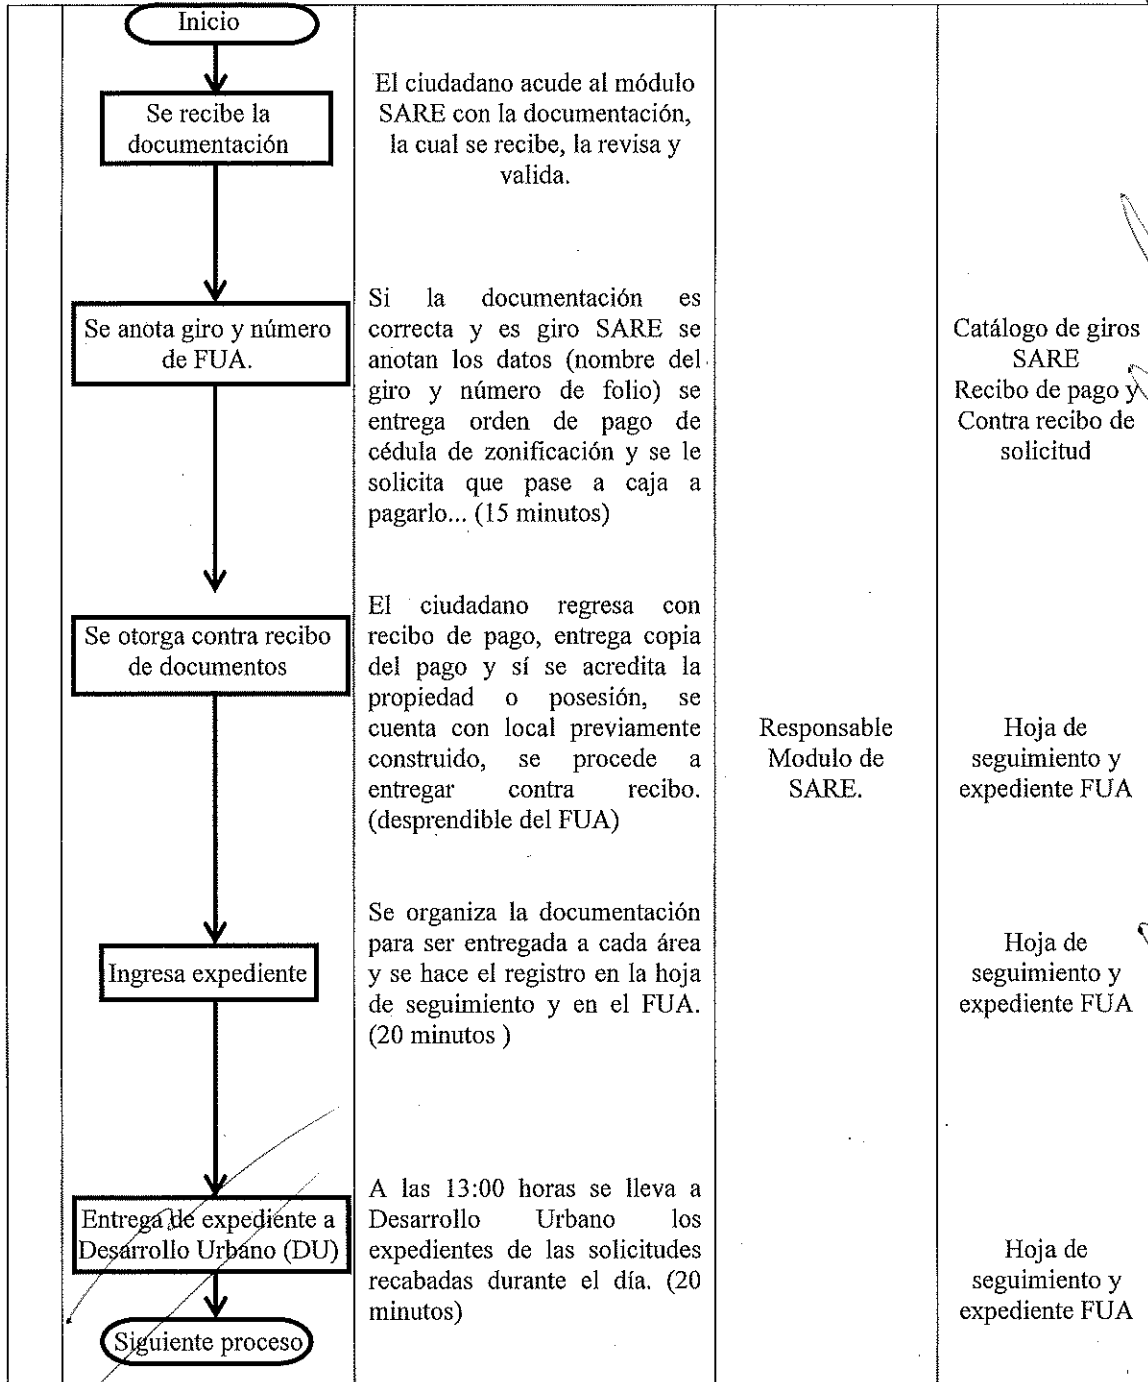 Inicio
Se recibe la
documentación
El ciudadano acude al módulo
SARE con la documentación,
la cual se recibe, la revisa y
valida.
Se anota giro y número
de FUA.
Si la documentación es
correcta y es giro SARE se
anotan los datos (nombre del
giro y número de folio) se
entrega orden de pago de
cédula de zonificación y se le
solicita que pase a caja a
pagarlo... (15 minutos)
Catálogo de giros
SARE
Recibo de pago y
Contra recibo de
solicitud
Se otorga contra recibo
de documentos
El ciudadano regresa con
recibo de pago, entrega copia
del pago y sí se acredita la
propiedad o posesión, se
cuenta con local previamente
construido, se procede a
entregar contra recibo.
(desprendible del FUA)
Responsable
Modulo de
SARE.
Hoja de
seguimiento y
expediente FUA
Ingresa expediente
Se organiza la documentación
para ser entregada a cada área
y se hace el registro en la hoja
de seguimiento y en el FUA.
(20 minutos )
Hoja de
seguimiento y
expediente FUA
Entrega de expediente a
Desarrollo Urbano (DU)
A las 13:00 horas se lleva a
Desarrollo Urbano los
expedientes de las solicitudes
recabadas durante el día. (20
minutos)
Hoja de
seguimiento y
expediente FUA
Siguiente proceso